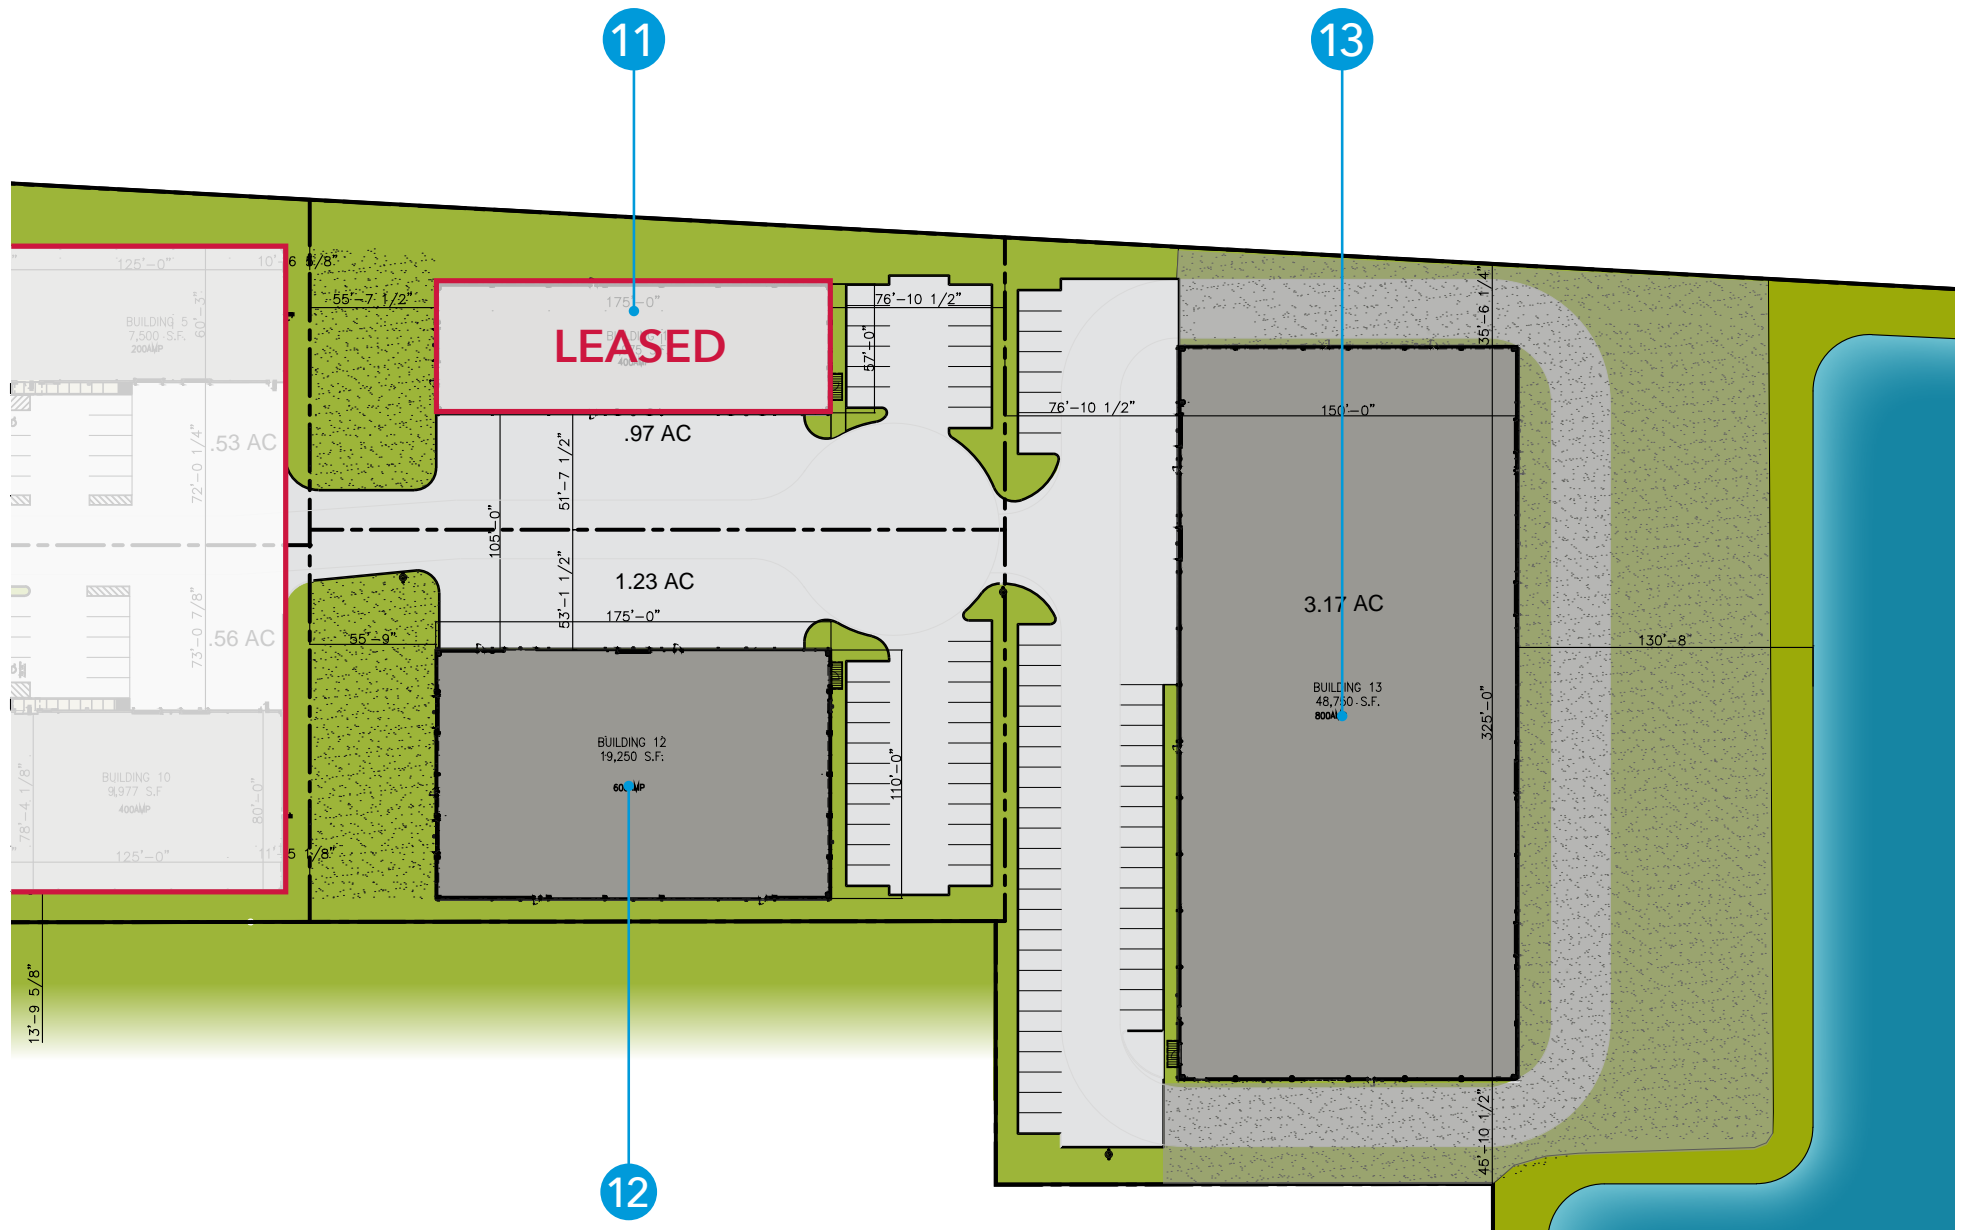 11
13
125'-0"
10'-6 5/8"
60'-3"
BUILDING 5
7,500 S.F.
200AMP
55'-7 1/2"
175'-0"
LEASED
76'-10 1/2"
57'-0"
35'-6 1/4"
76'-10 1/2"
150'-0"
.97 AC
.53 AC
72'-0 1/4"
51'-7 1/2"
105'-0"
1.23 AC
53'-1 1/2"
175'-0"
3.17 AC
73'-0 7/8"
.56 AC
55'-9"
130'-8
BUILDING 13
48,750 S.F.
325'-0"
BUILDING 12
19,250 S.F.
110'-0"
BUILDING 10
9,977 S.F
400AMP
78'-4 1/8"
80'-0"
125'-0"
11'-5 1/8"
13'-9 5/8"
45'-10 1/2"
12